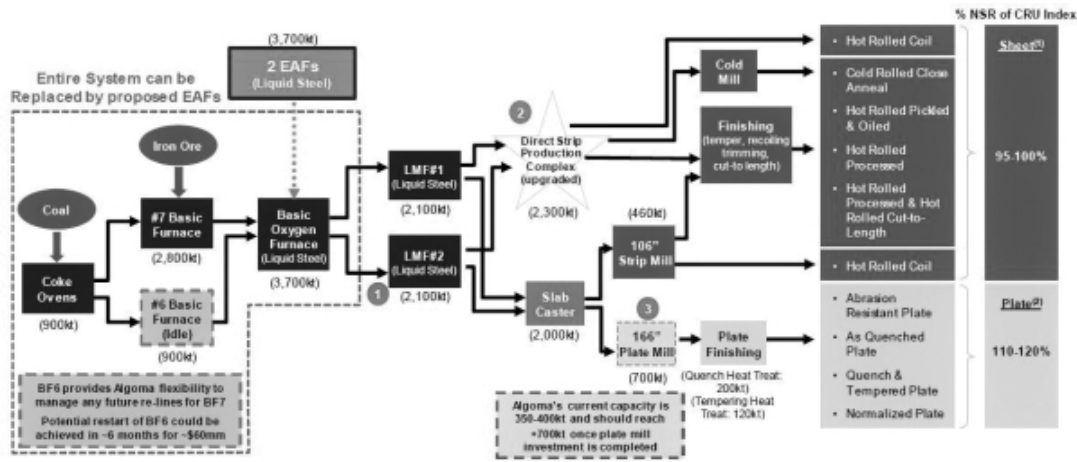 % NSR of CRU Index
(3,700kt)
2 EAFs
(Liquid Steel)
Entire System can be
Replaced by proposed EAFs
Iron Ore
Coal
#7 Basic
Furnace
(2,800kt)
Coke
Ovens
(900kt)
#6 Basic
Furnace
(Idle)
(900kt)
Basic
Oxygen
Furnace
(Liquid Steel)
(3,700kt)
BF6 provides Algoma flexibility to
manage any future re-lines for BF7
Potential restart of BF6 could be
achieved in ~6 months for ~$60mm
LMF#1
(Liquid Steel)
(2,100kt)
1
LMF#2
(Liquid Steel)
(2,100kt)
2
Direct Strip
Production
Complex
(upgraded)
(2,300kt)
Slab
Caster
(2,000kt)
Cold
Mill
Finishing
(temper, recoiling
trimming,
cut-to length)
(460kt)
106"
Strip Mill
3
166"
Plate Mill
(700kt)
Plate
Finishing
(Quench Heat Treat:
200kt)
(Tempering Heat
Treat: 120kt)
Algoma's current capacity is
350-400kt and should reach
+700kt once plate mill
investment is completed
• Hot Rolled Coil
• Cold Rolled Close
Anneal
• Hot Rolled Pickled
& Oiled
• Hot Rolled
Processed
• Hot Rolled
Processed & Hot
Rolled Cut-to-
Length
• Hot Rolled Coil
• Abrasion
Resistant Plate
• As Quenched
Plate
• Quench &
Tempered Plate
• Normalized Plate
Sheet(1)
95-100%
Plate(2)
110-120%